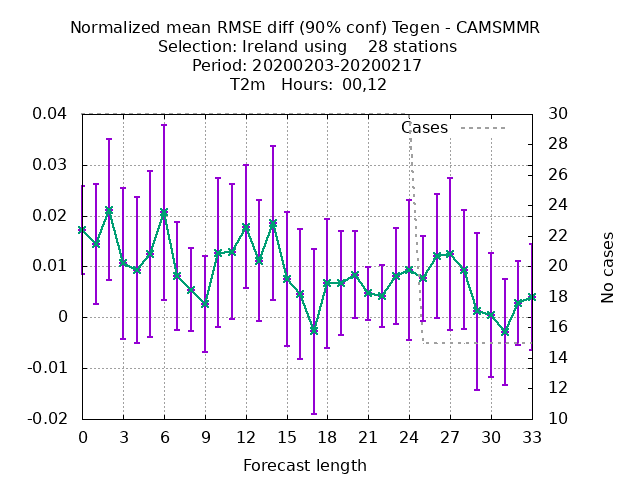 Normalized mean RMSE diff (90% conf) Tegen - CAMSMMR
Selection: Ireland using    28 stations
Period: 20200203-20200217
T2m   Hours: 00,12
Cases
0.04
0.03
0.02
0.01
0
-0.01
-0.02
30
28
26
24
22
20
18
16
14
12
10
No cases
0 3 6 9 12 15 18 21 24 27 30 33
Forecast length